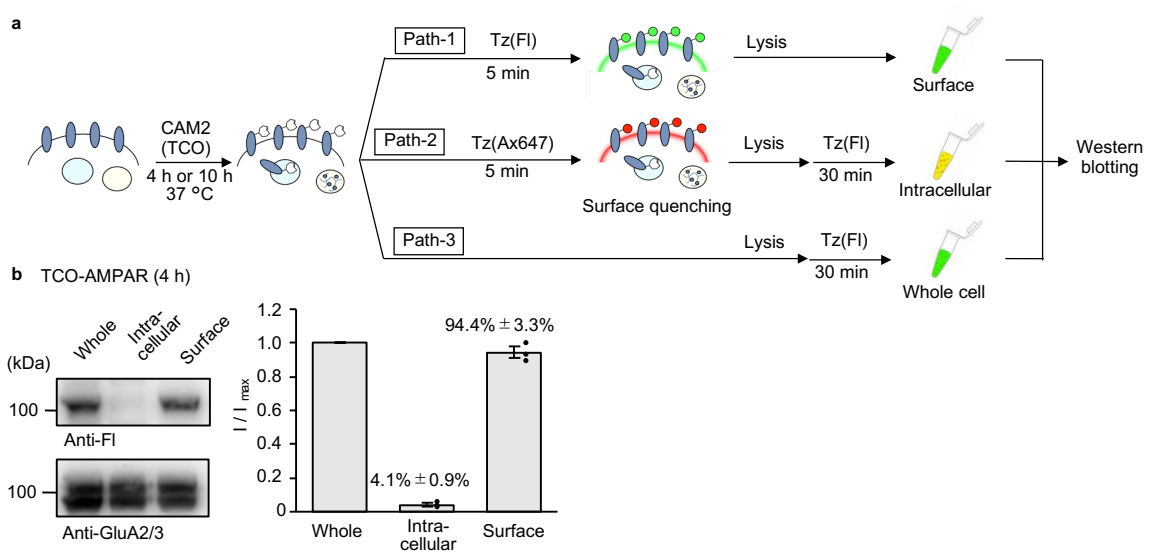 a
CAM2
(TCO)
4 h or 10 h
37 °C
Path-1
Tz(Fl)
5 min
Lysis
Surface
Path-2
Tz(Ax647)
5 min
Surface quenching
Lysis
Tz(Fl)
30 min
Intracellular
Path-3
Lysis
Tz(Fl)
30 min
Whole cell
Western
blotting
b TCO-AMPAR (4 h)
(kDa)
Whole
Intra-
cellular
Surface
100
Anti-Fl
100
Anti-GluA2/3
I / I max
1.2
1.0
0.8
0.6
0.4
0.2
0
4.1% ± 0.9%
94.4% ± 3.3%
Whole
Intra-
cellular
Surface